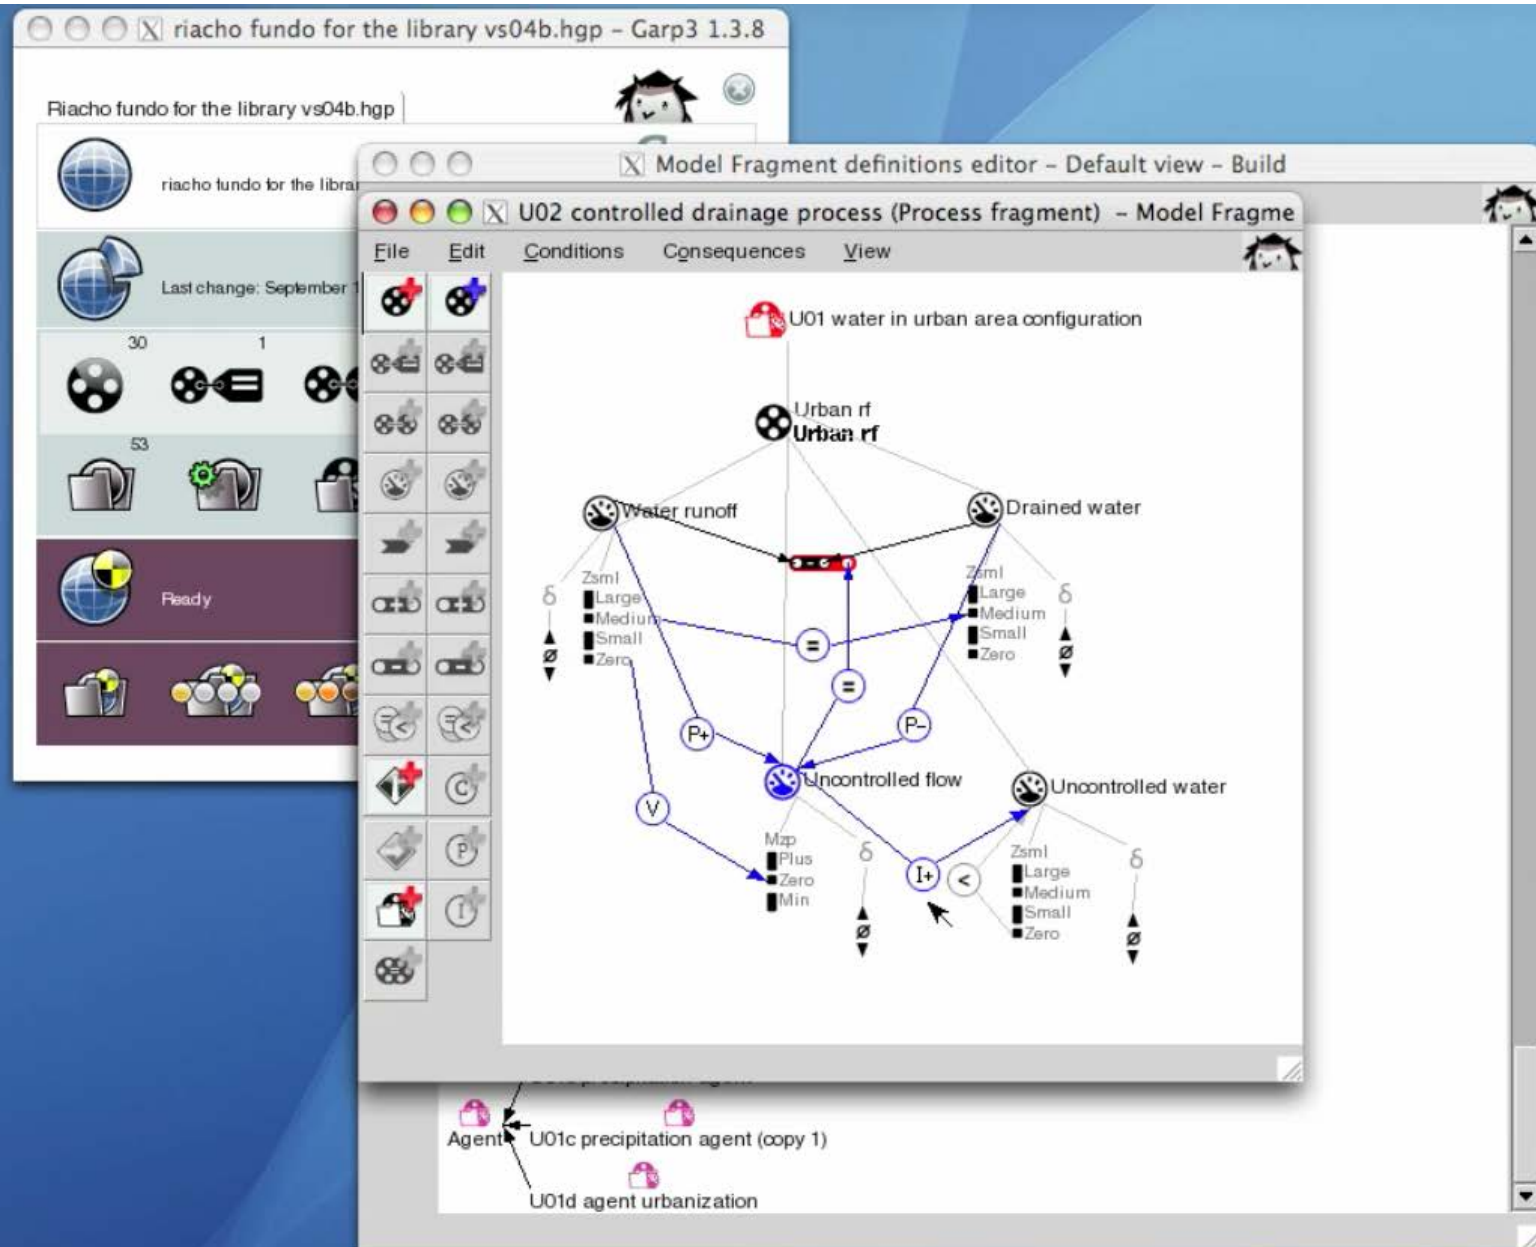 riacho fundo for the library vs04b.hgp – Garp3 1.3.8
Riacho fundo for the library vs04b.hgp
riacho fundo for the librar
Last change: September 1
30
1
53
Ready
Model Fragment definitions editor – Default view – Build
U02 controlled drainage process (Process fragment) – Model Fragme
File Edit Conditions Consequences View
U01 water in urban area configuration
Urban rf
Urban rf
Water runoff
Drained water
Zsml
Large
Medium
Small
Zero
δ
Zsml
Large
Medium
Small
Zero
δ
=
=
P+
P-
V
Uncontrolled flow
Uncontrolled water
Mzp
Plus
Zero
Min
δ
I+
<
Zsml
Large
Medium
Small
Zero
δ
C
P
I
Agent
U01c precipitation agent (copy 1)
U01d agent urbanization